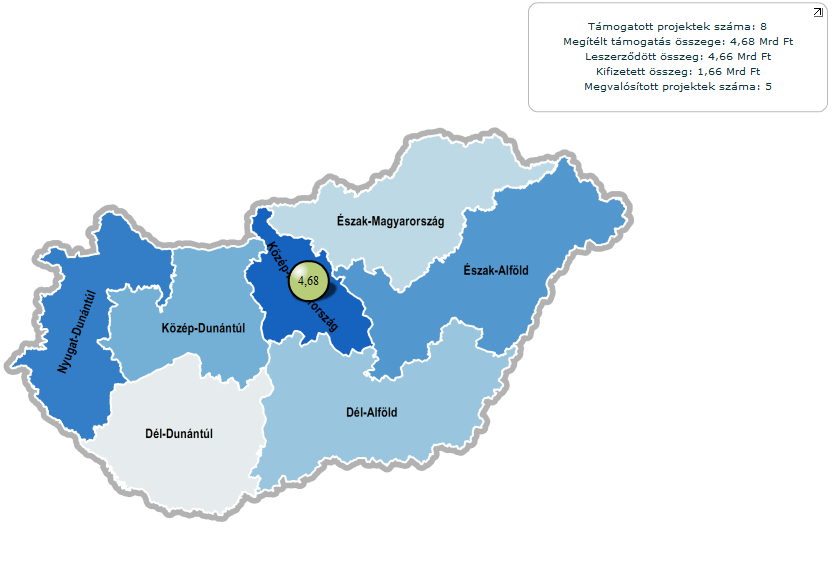 Támogatott projektek száma: 8
Megítélt támogatás összege: 4,68 Mrd Ft
Leszerződött összeg: 4,66 Mrd Ft
Kifizetett összeg: 1,66 Mrd Ft
Megvalósított projektek száma: 5
Észak-Magyarország
Észak-Alföld
Közép-
4,68
ország
Nyugat-Dunántúl
Közép-Dunántúl
Dél-Alföld
Dél-Dunántúl